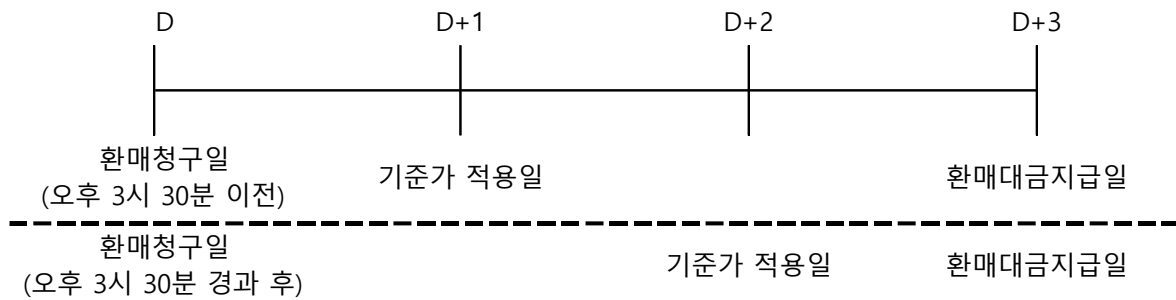 D D+1 D+2 D+3
환매청구일
(오후 3시 30분 이전)
기준가 적용일
환매대금지급일
환매청구일
(오후 3시 30분 경과 후)
기준가 적용일
환매대금지급일